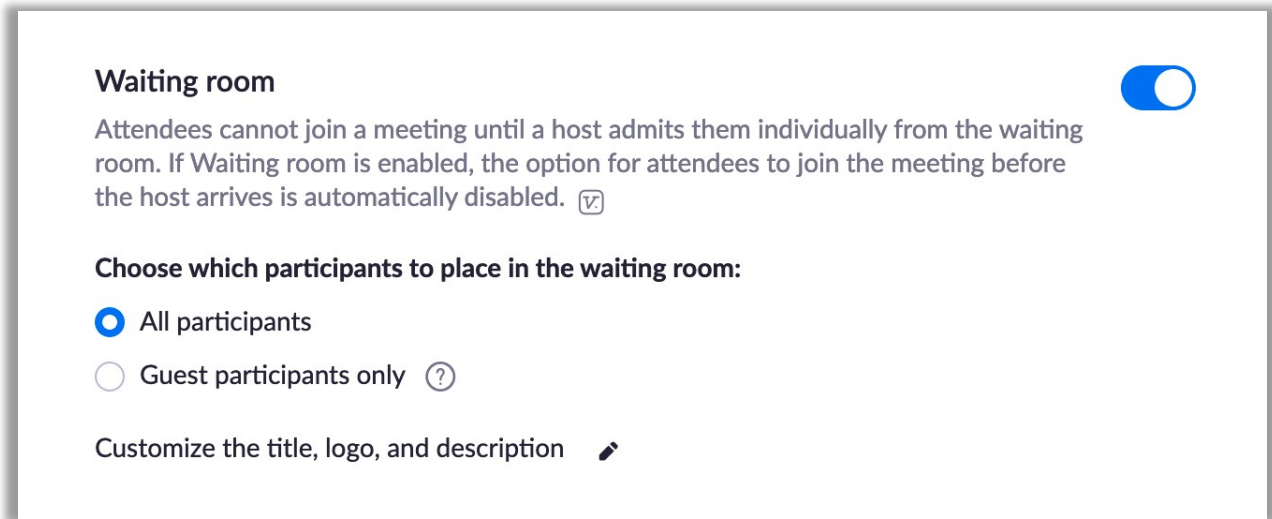 Waiting room
Attendees cannot join a meeting until a host admits them individually from the waiting
room. If Waiting room is enabled, the option for attendees to join the meeting before
the host arrives is automatically disabled. V.
Choose which participants to place in the waiting room:
All participants
Guest participants only ?
Customize the title, logo, and description